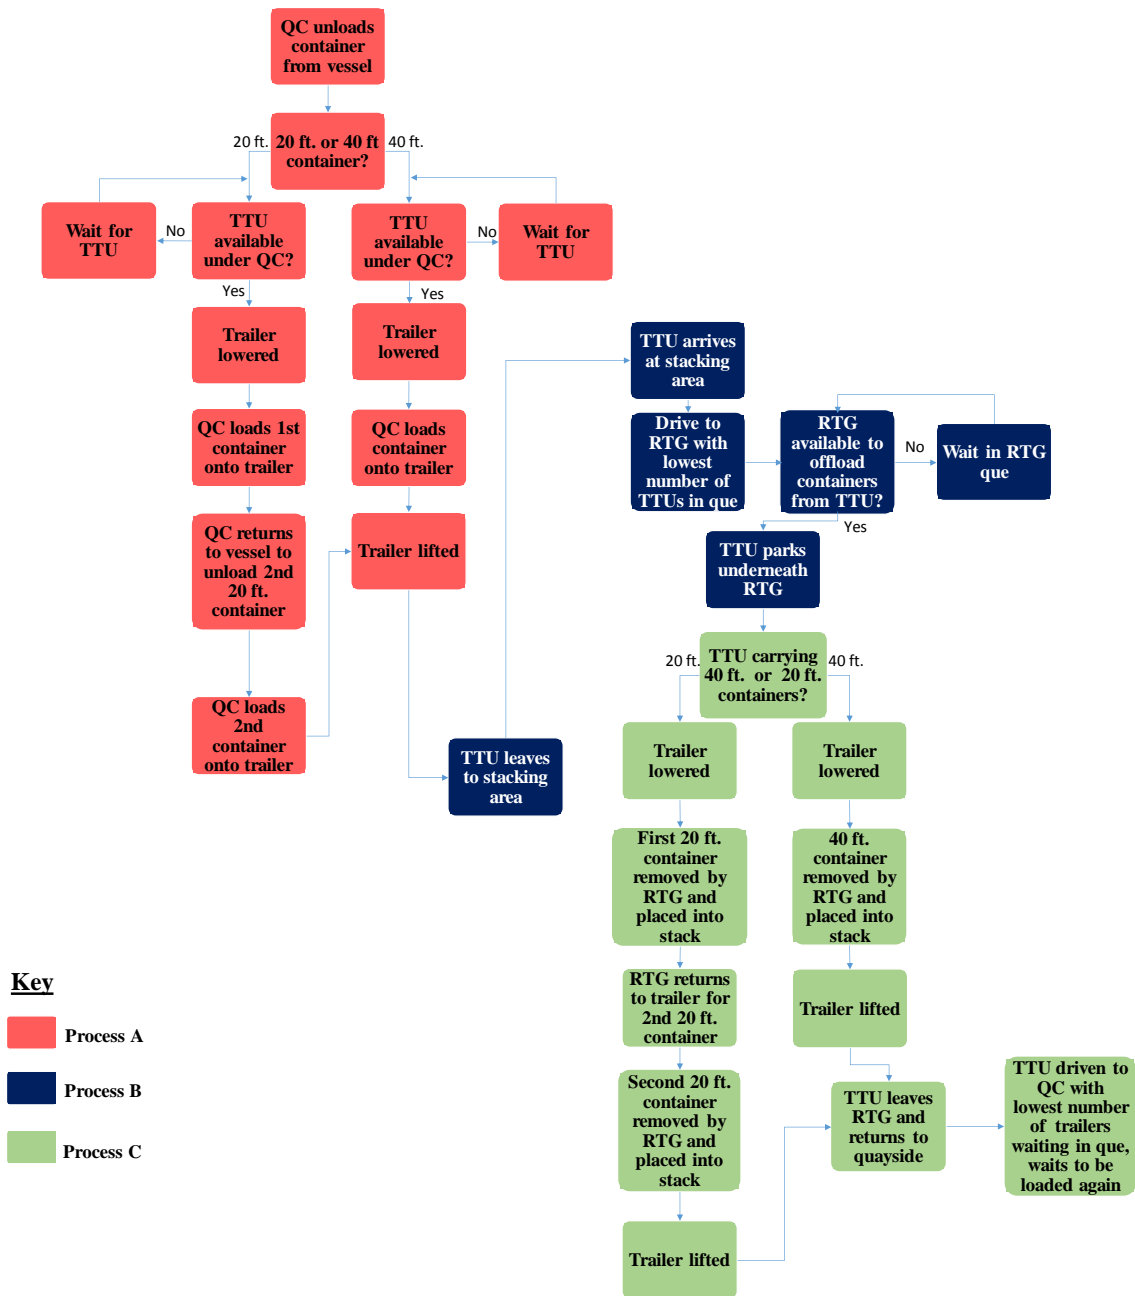 QC unloads
container
from vessel
20 ft.
20 ft. or 40 ft
container?
40 ft.
Wait for
TTU
No
TTU
available
under QC?
TTU
available
under QC?
No
Wait for
TTU
Yes
Yes
Trailer
lowered
Trailer
lowered
QC loads 1st
container
onto trailer
QC loads
container
onto trailer
QC returns
to vessel to
unload 2nd
20 ft.
container
Trailer lifted
QC loads
2nd
container
onto trailer
TTU leaves
to stacking
area
TTU arrives
at stacking
area
Drive to
RTG with
lowest
number of
TTUs in que
RTG
available to
offload
containers
from TTU?
No
Wait in RTG
que
Yes
TTU parks
underneath
RTG
20 ft.
TTU carrying
40 ft. or 20 ft.
containers?
40 ft.
Trailer
lowered
Trailer
lowered
First 20 ft.
container
removed by
RTG and
placed into
stack
40 ft.
container
removed by
RTG and
placed into
stack
RTG returns
to trailer for
2nd 20 ft.
container
Trailer lifted
Second 20 ft.
container
removed by
RTG and
placed into
stack
TTU leaves
RTG and
returns to
quayside
TTU driven to
QC with
lowest number
of trailers
waiting in que,
waits to be
loaded again
Trailer lifted
Key
Process A
Process B
Process C